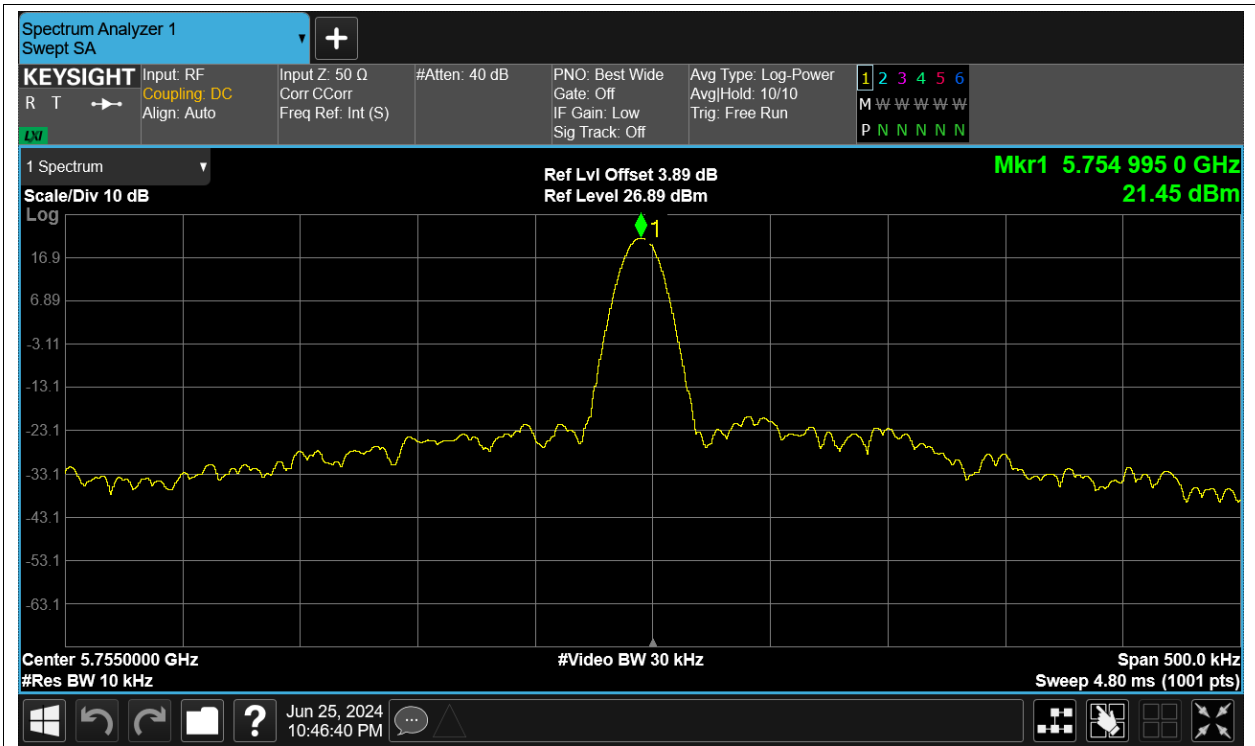 Spectrum Analyzer 1
Swept SA
KEYSIGHT
R T
LXI
Input: RF
Coupling: DC
Align: Auto
Input Z: 50 Ω
Corr CCorr
Freq Ref: Int (S)
#Atten: 40 dB
PNO: Best Wide
Gate: Off
IF Gain: Low
Sig Track: Off
Avg Type: Log-Power
Avg|Hold: 10/10
Trig: Free Run
1 2 3 4 5 6
M W W W W W
P N N N N N
1 Spectrum
Scale/Div 10 dB
Ref Lvl Offset 3.89 dB
Ref Level 26.89 dBm
Mkr1 5.754 995 0 GHz
21.45 dBm
Log
1
16.9
6.89
-3.11
-13.1
-23.1
-33.1
-43.1
-53.1
-63.1
Center 5.7550000 GHz
#Video BW 30 kHz
Span 500.0 kHz
#Res BW 10 kHz
Sweep 4.80 ms (1001 pts)
?
Jun 25, 2024
10:46:40 PM